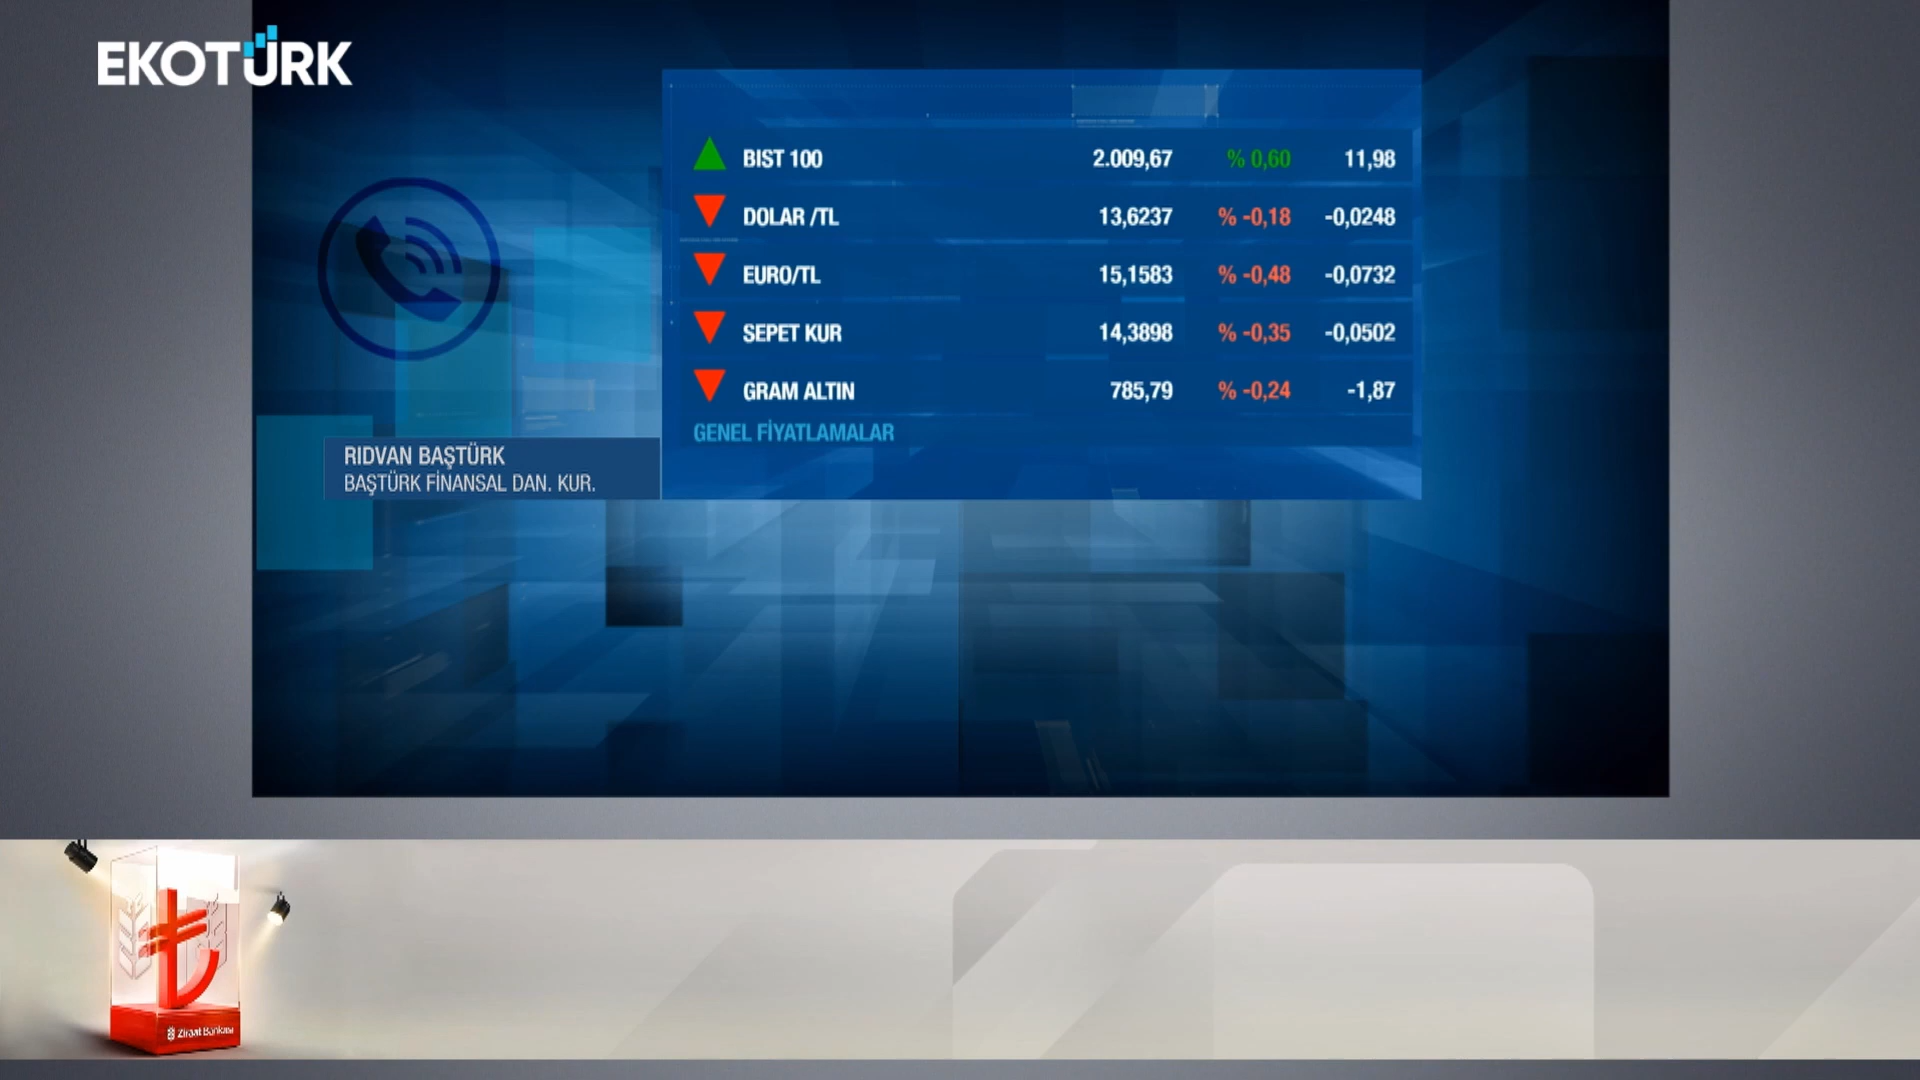 EKOTÜRK
BIST 100 2.009,67 % 0,60 11,98
DOLAR /TL 13,6237 % -0,18 -0,0248
EURO/TL 15,1583 % -0,48 -0,0732
SEPET KUR 14,3898 % -0,35 -0,0502
GRAM ALTIN 785,79 % -0,24 -1,87
GENEL FİYATLAMALAR
RIDVAN BAŞTÜRK
BAŞTÜRK FİNANSAL DAN. KUR.
₺
Ziraat Bankası